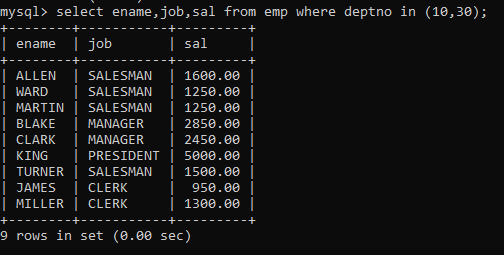 mysql> select ename,job,sal from emp where deptno in (10,30);
+--------+-----------+---------+
| ename  | job       | sal     |
+--------+-----------+---------+
| ALLEN  | SALESMAN  | 1600.00 |
| WARD   | SALESMAN  | 1250.00 |
| MARTIN | SALESMAN  | 1250.00 |
| BLAKE  | MANAGER   | 2850.00 |
| CLARK  | MANAGER   | 2450.00 |
| KING   | PRESIDENT | 5000.00 |
| TURNER | SALESMAN  | 1500.00 |
| JAMES  | CLERK     |  950.00 |
| MILLER | CLERK     | 1300.00 |
+--------+-----------+---------+
9 rows in set (0.00 sec)